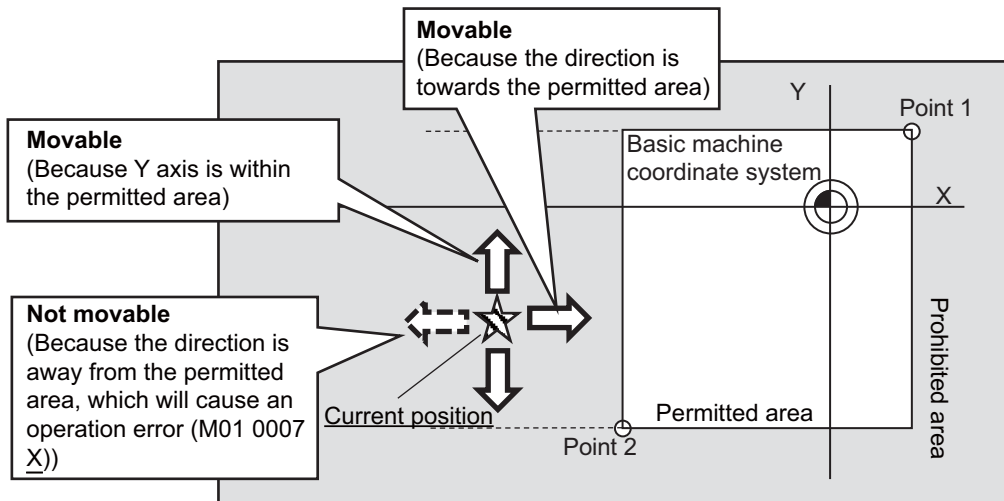 Movable
(Because the direction is
towards the permitted area)
Y
Point 1
Movable
(Because Y axis is within
the permitted area)
Basic machine
coordinate system
X
Not movable
(Because the direction is
away from the permitted
area, which will cause an
operation error (M01 0007
X))
Current position
Permitted area
Point 2
Prohibited area